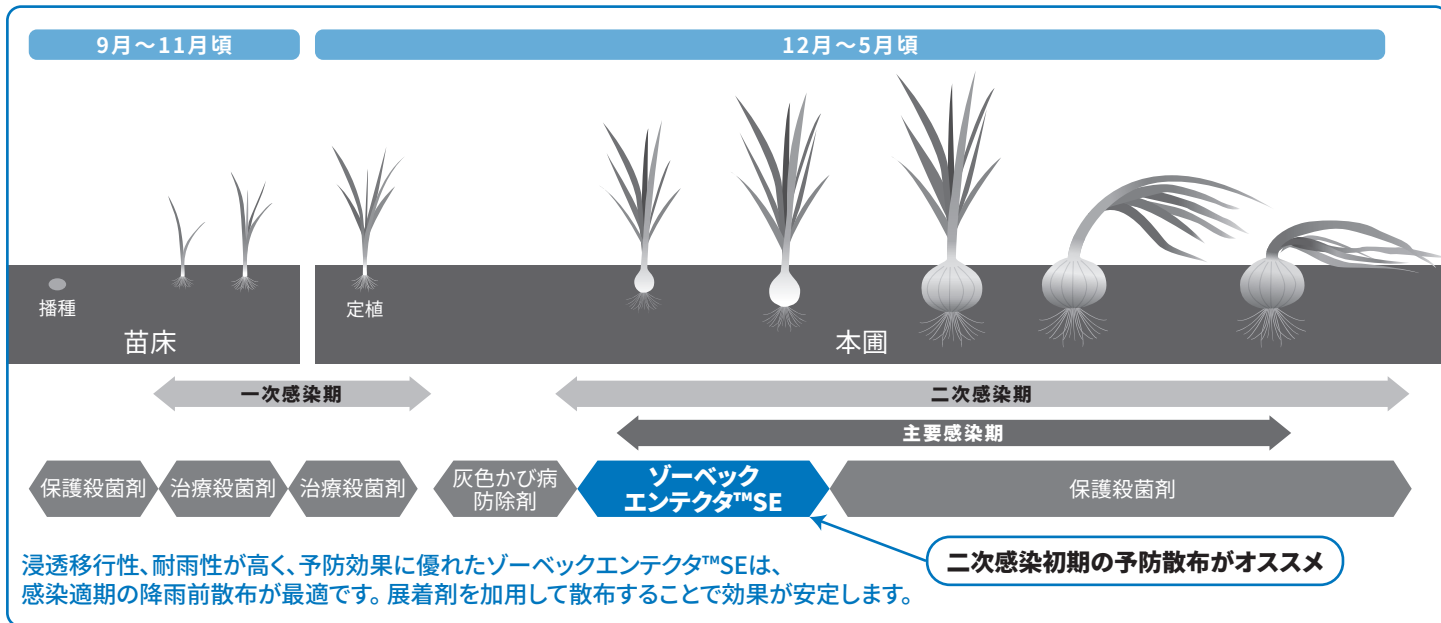 9月〜11月頃
12月〜5月頃
播種
定植
苗床
本圃
一次感染期
二次感染期
主要感染期
保護殺菌剤
治療殺菌剤
治療殺菌剤
灰色かび病
防除剤
ゾーベック
エンテクタ™SE
保護殺菌剤
二次感染初期の予防散布がオススメ
浸透移行性、耐雨性が高く、予防効果に優れたゾーベックエンテクタ™SEは、
感染適期の降雨前散布が最適です。展着剤を加用して散布することで効果が安定します。